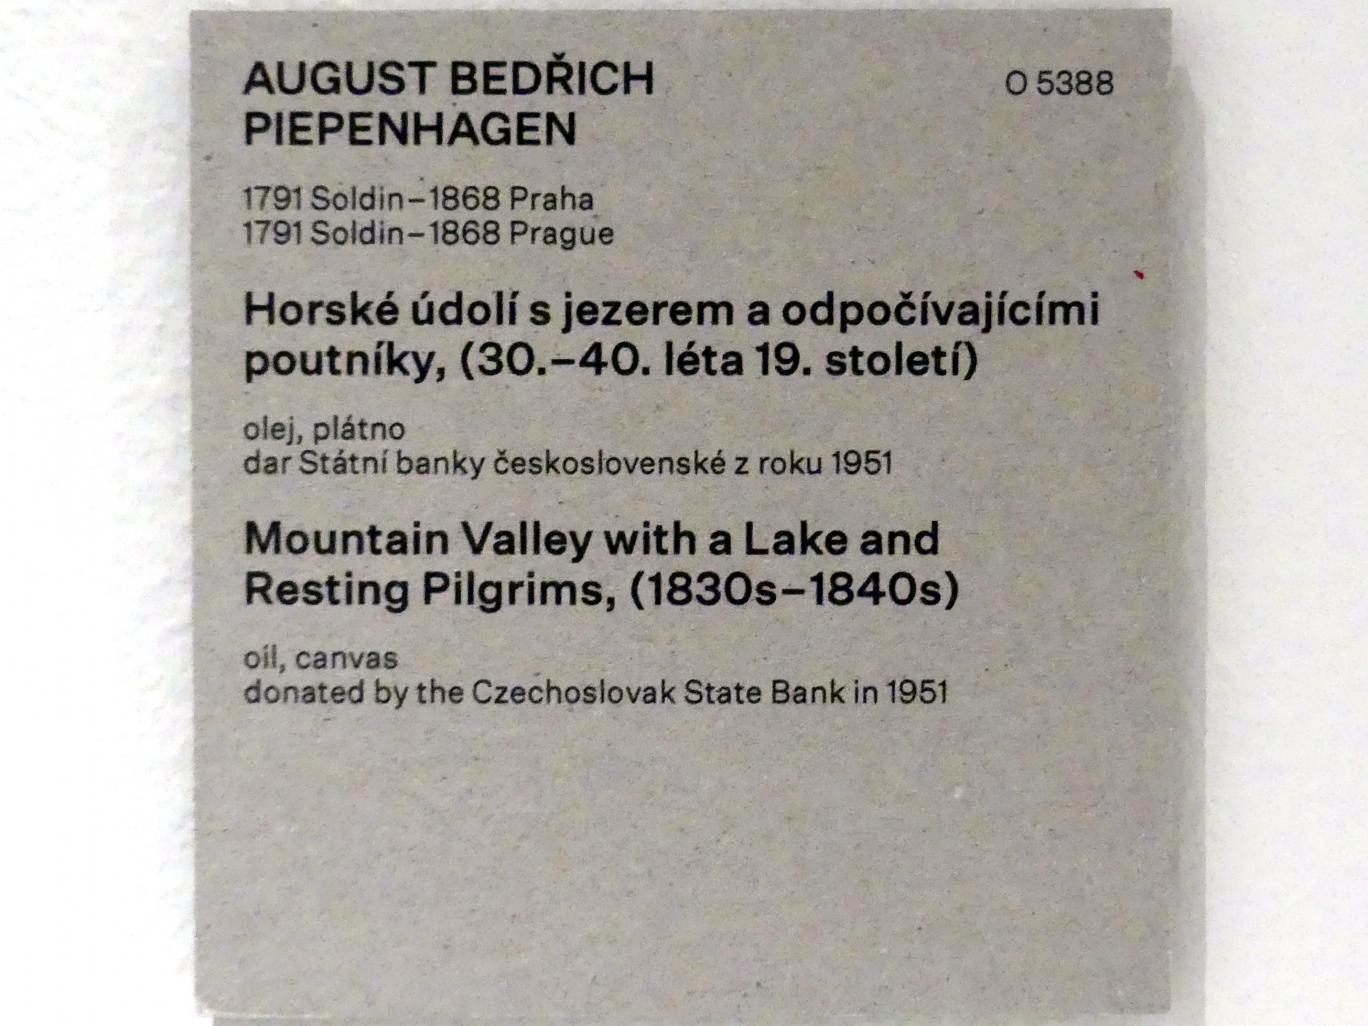 AUGUST BEDŘICH
PIEPENHAGEN
O 5388
1791 Soldin–1868 Praha
1791 Soldin–1868 Prague
Horské údolí s jezerem a odpočívajícími
poutníky, (30.–40. léta 19. století)
olej, plátno
dar Státní banky československé z roku 1951
Mountain Valley with a Lake and
Resting Pilgrims, (1830s–1840s)
oil, canvas
donated by the Czechoslovak State Bank in 1951